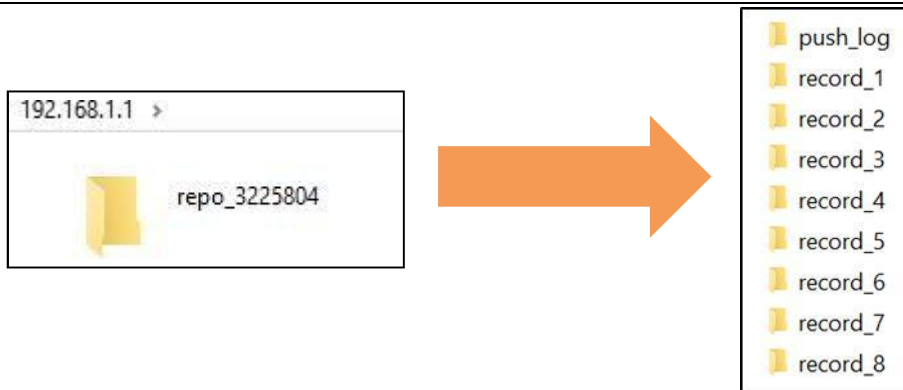 192.168.1.1 >
repo_3225804
push_log
record_1
record_2
record_3
record_4
record_5
record_6
record_7
record_8